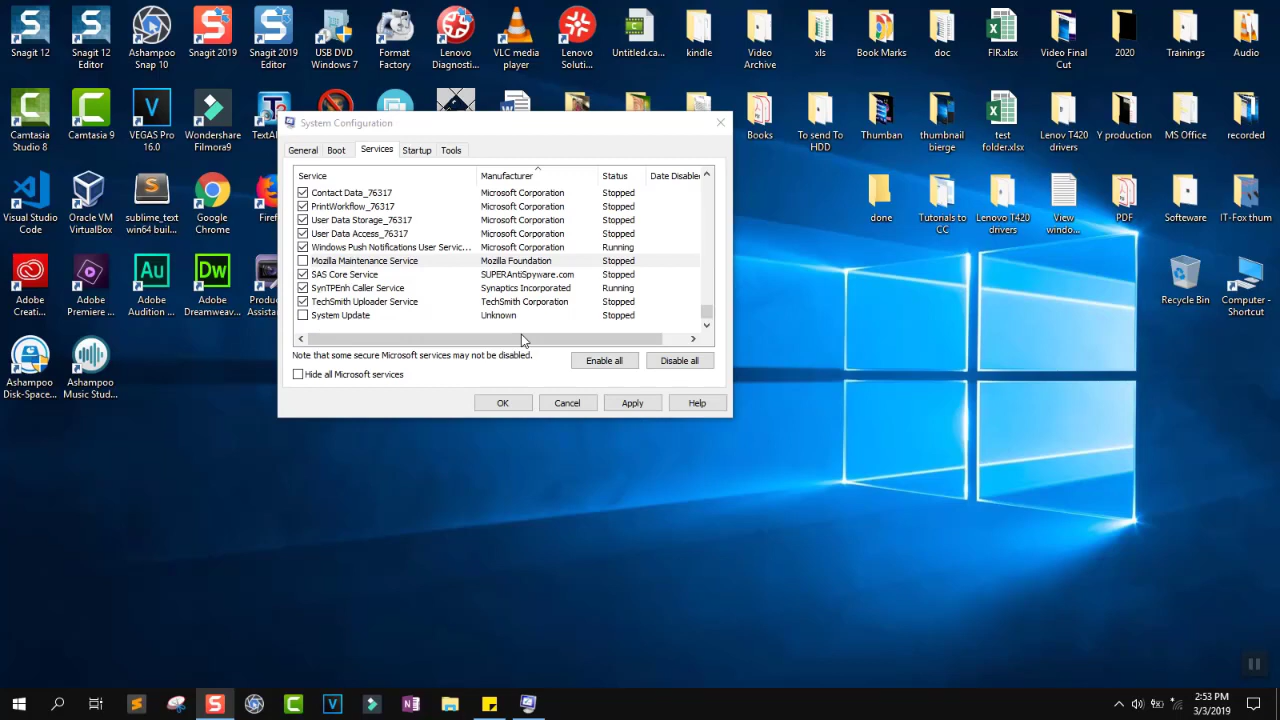 Snagit 12
Snagit 12 Editor
Ashampoo Snap 10
Snagit 2019
Snagit 2019 Editor
USB DVD Windows 7
Format Factory
Lenovo Diagnosti...
VLC media player
Lenovo Soluti...
Untitled.ca...
kindle
Video Archive
xls
Book Marks
doc
FIR.xlsx
Video Final Cut
2020
Trainings
Audio
Camtasia Studio 8
Camtasia 9
VEGAS Pro 16.0
Wondershare Filmora9
Books
To send To HDD
Thumban
thumbnail bierge
test folder.xlsx
Lenov T420 drivers
Y production
MS Office
recorded
Visual Studio Code
Oracle VM VirtualBox
sublime_text win64 buil...
Google Chrome
done
Tutorials to CC
Lenovo T420 drivers
View windo...
PDF
Softeware
IT-Fox thum
Adobe Creati...
Adobe Premiere ...
Adobe Audition ...
Adobe Dreamweav...
Recycle Bin
Computer - Shortcut
Ashampoo Disk-Space...
Ashampoo Music Stud...
System Configuration
General Boot Services Startup Tools
Service Manufacturer Status Date Disabled
Contact Data_76317 Microsoft Corporation Stopped
PrintWorkflow_76317 Microsoft Corporation Stopped
User Data Storage_76317 Microsoft Corporation Stopped
User Data Access_76317 Microsoft Corporation Stopped
Windows Push Notifications User Servic... Microsoft Corporation Running
Mozilla Maintenance Service Mozilla Foundation Stopped
SAS Core Service SUPERAntiSpyware.com Stopped
SynTPEnh Caller Service Synaptics Incorporated Running
TechSmith Uploader Service TechSmith Corporation Stopped
System Update Unknown Stopped
Note that some secure Microsoft services may not be disabled.
Enable all Disable all
Hide all Microsoft services
OK Cancel Apply Help
2:53 PM
3/3/2019